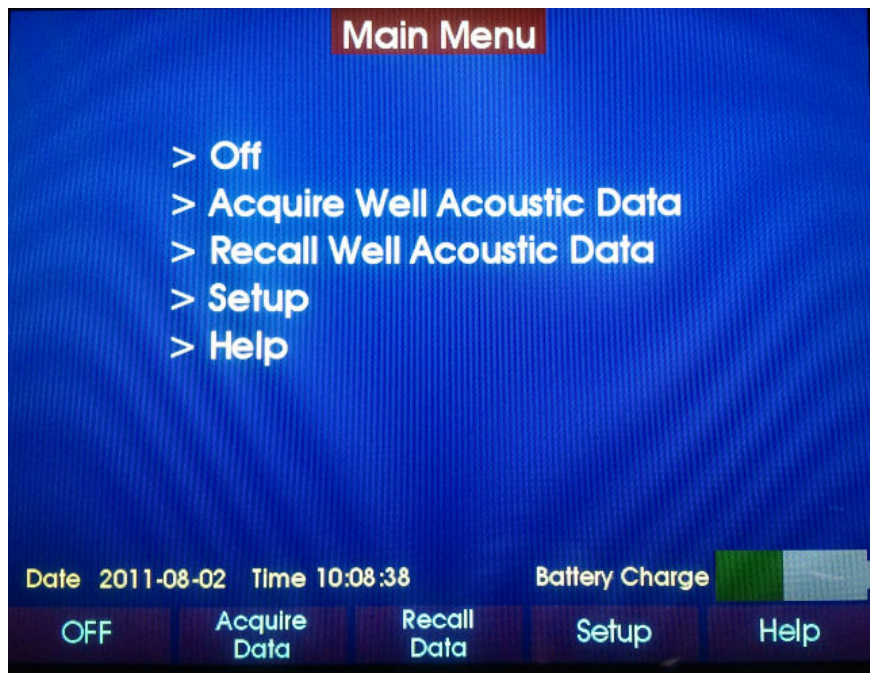 Main Menu
> Off
> Acquire Well Acoustic Data
> Recall Well Acoustic Data
> Setup
> Help
Date 2011-08-02 Time 10:08:38 Battery Charge
OFF Acquire Data Recall Data Setup Help